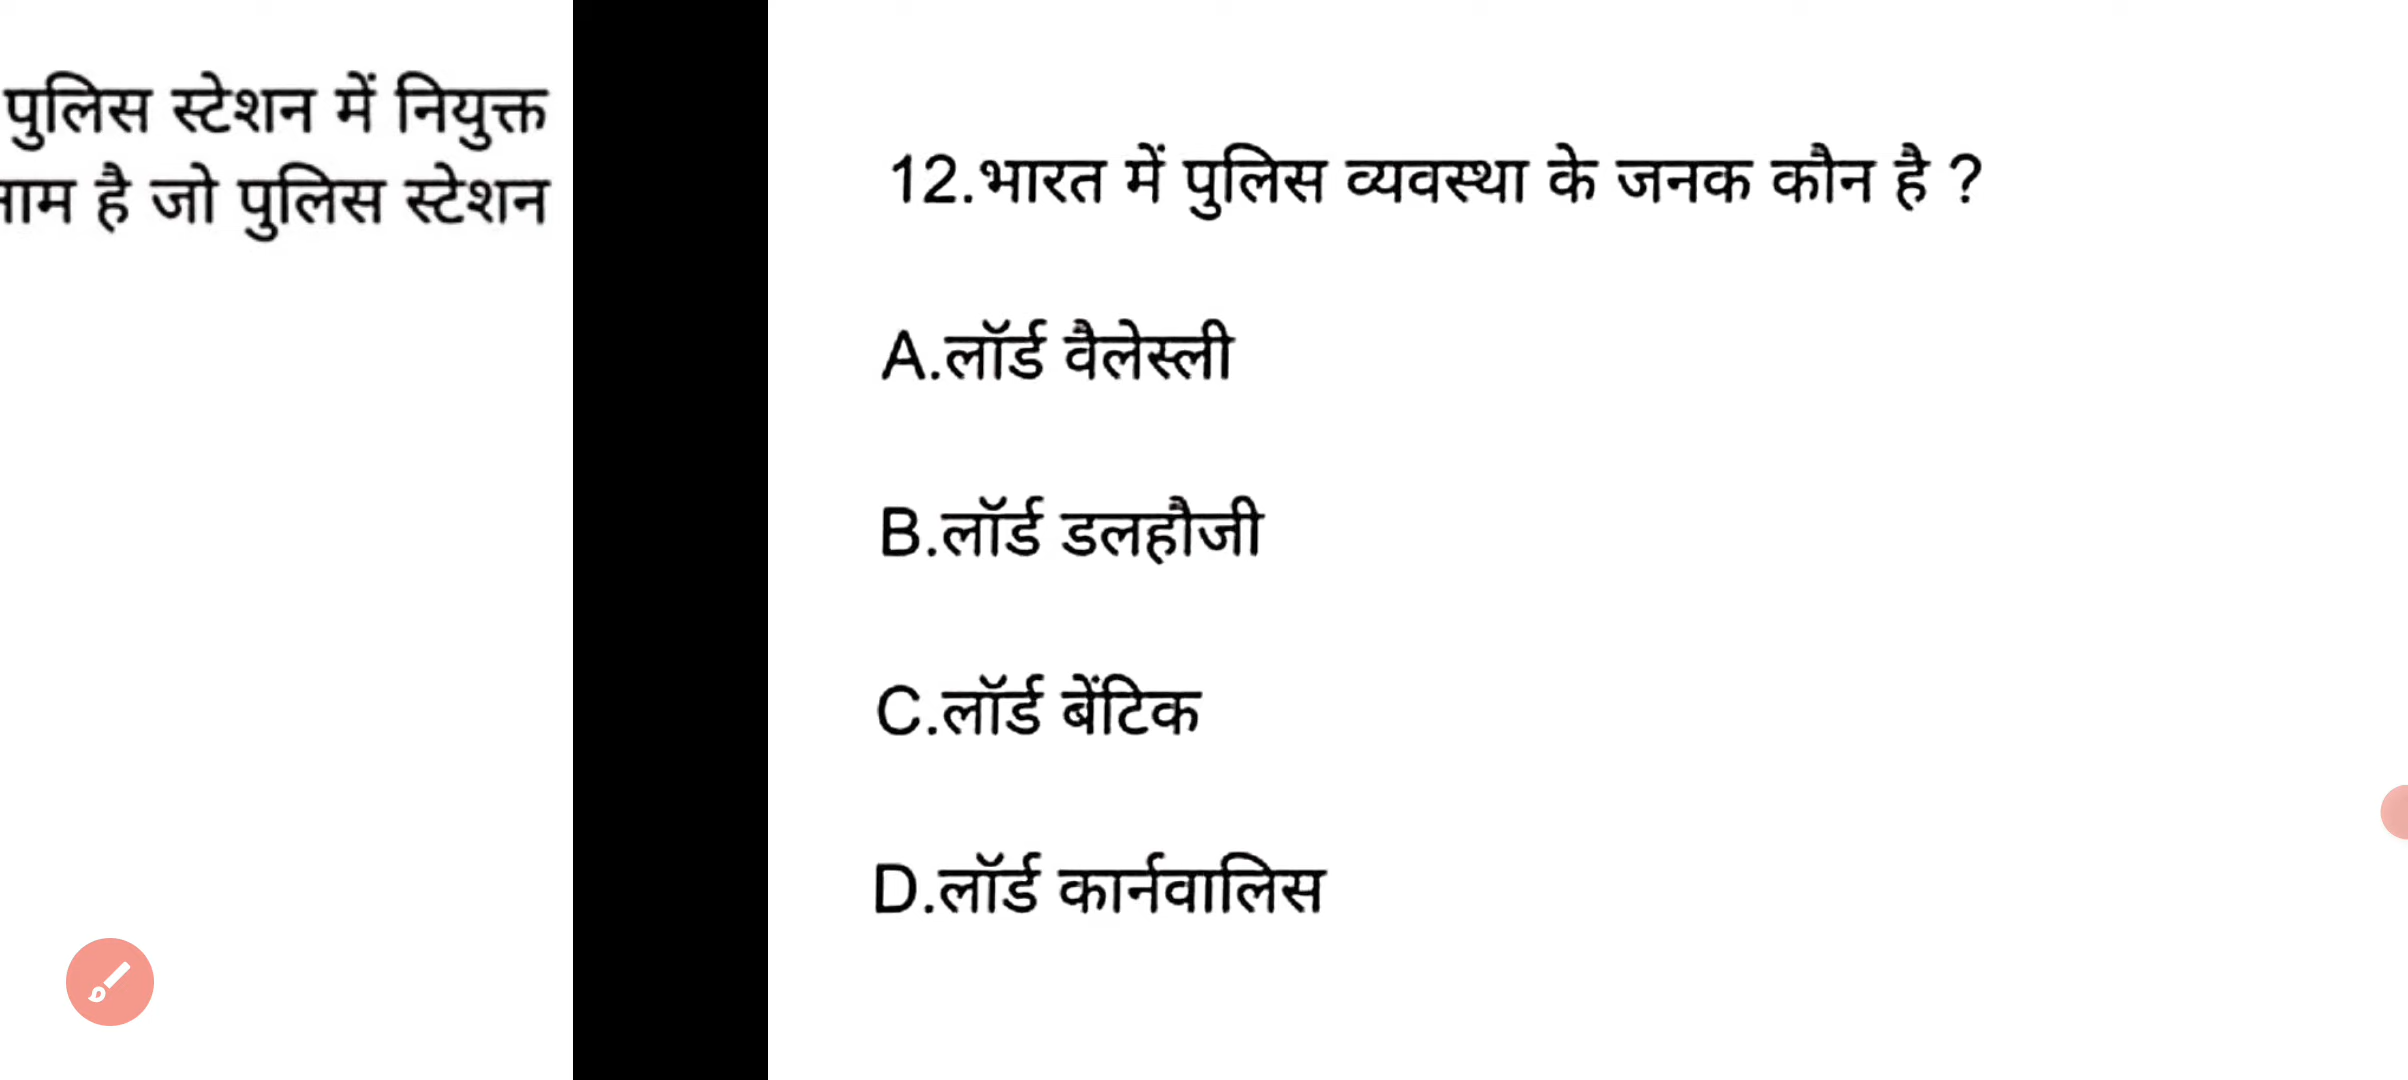 पुलिस स्टेशन में नियुक्त
है जो पुलिस स्टेशन
12.भारत में पुलिस व्यवस्था के जनक कौन है ?
A.लॉर्ड वैलेस्ली
B.लॉर्ड डलहौजी
C.लॉर्ड बेंटिक
D.लॉर्ड कार्नवालिस